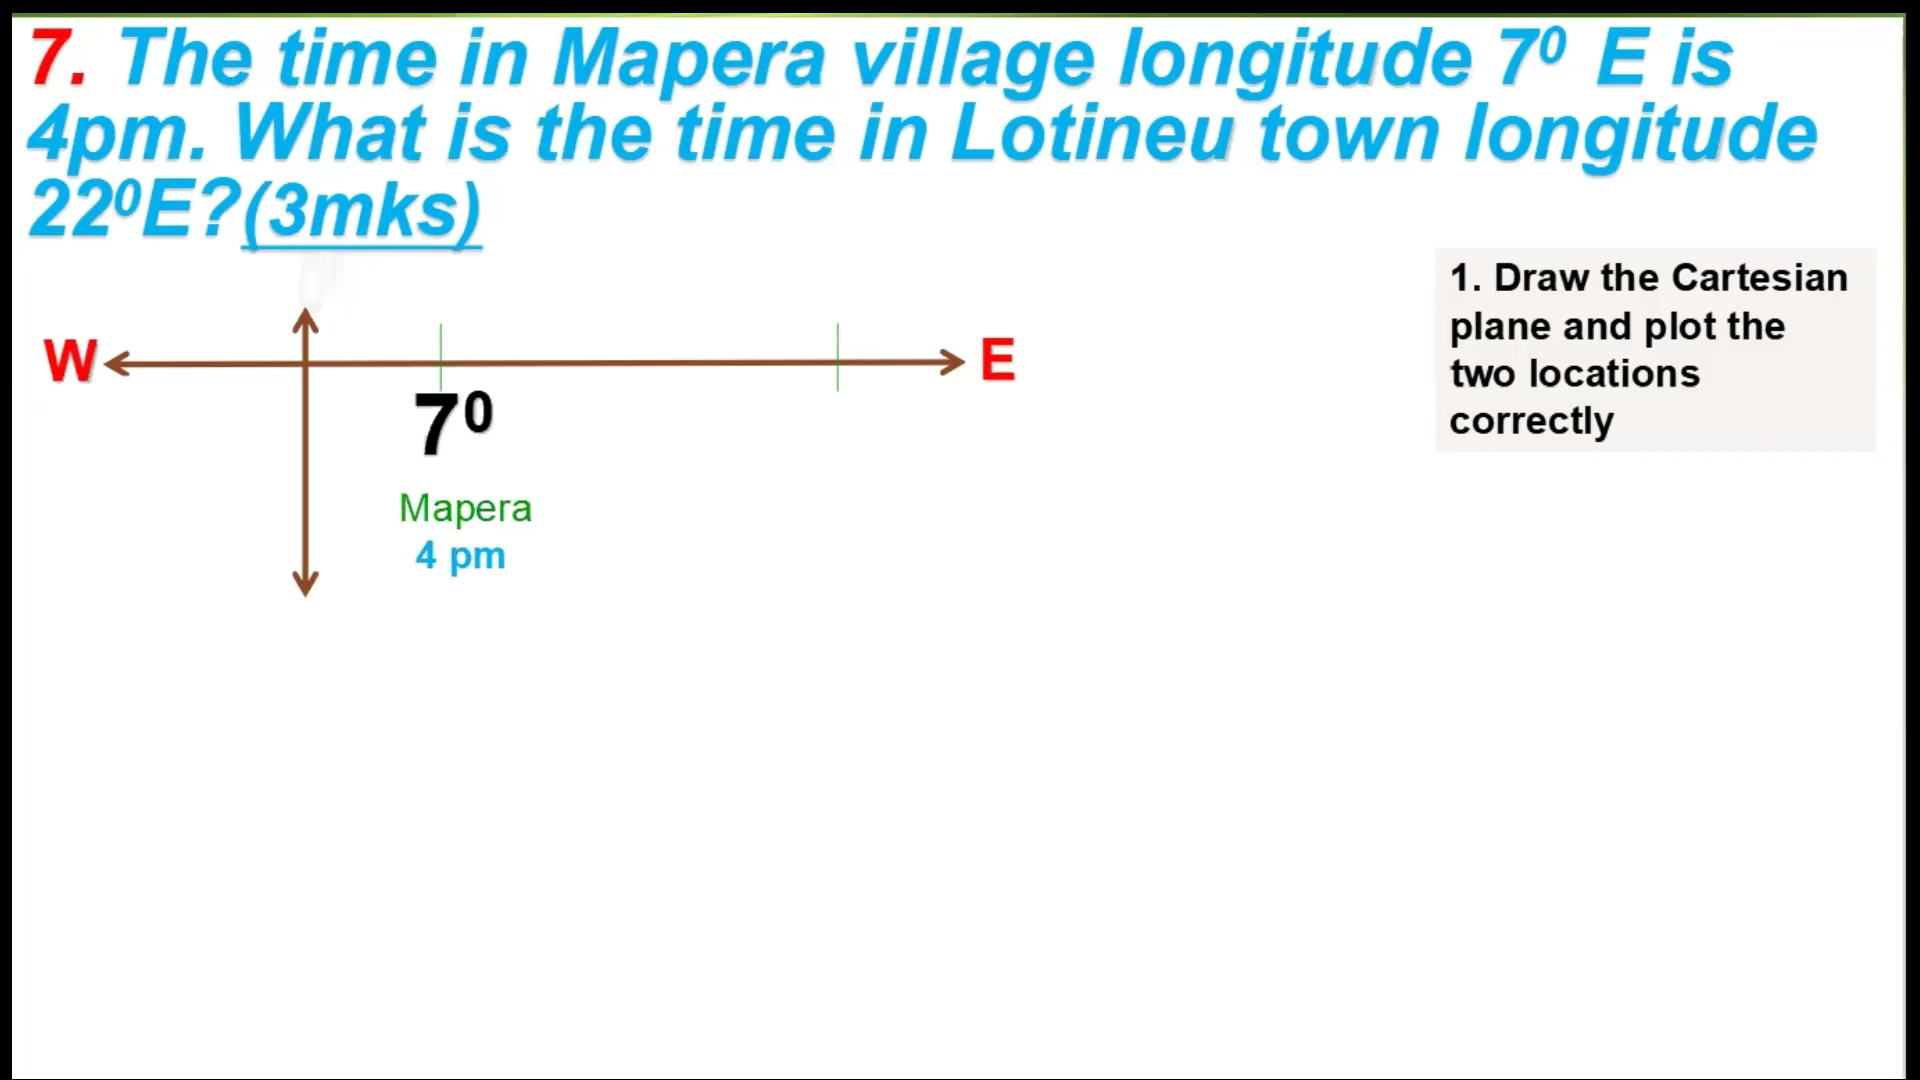 7. The time in Mapera village longitude 7⁰ E is
4pm. What is the time in Lotineu town longitude
22⁰E?(3mks)
1. Draw the Cartesian
plane and plot the
two locations
correctly
W
E
7⁰
Mapera
4 pm